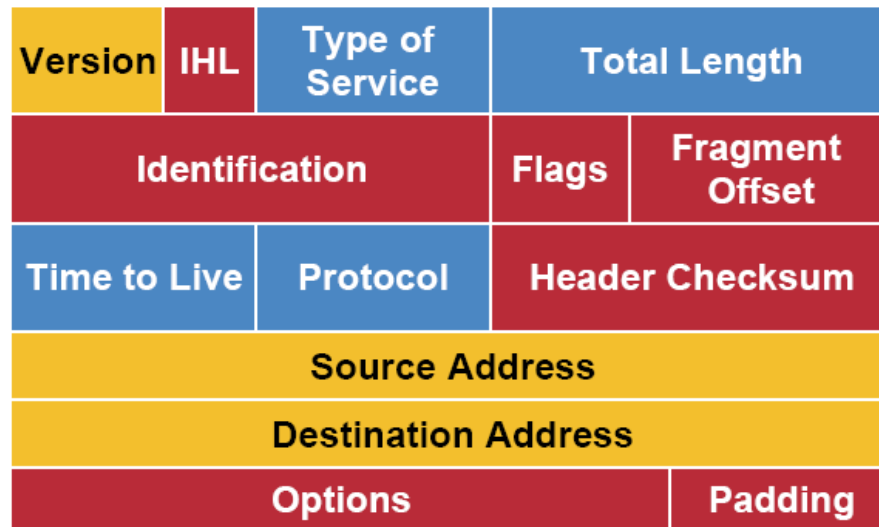 Version IHL Type of Service Total Length
Identification Flags Fragment Offset
Time to Live Protocol Header Checksum
Source Address
Destination Address
Options Padding